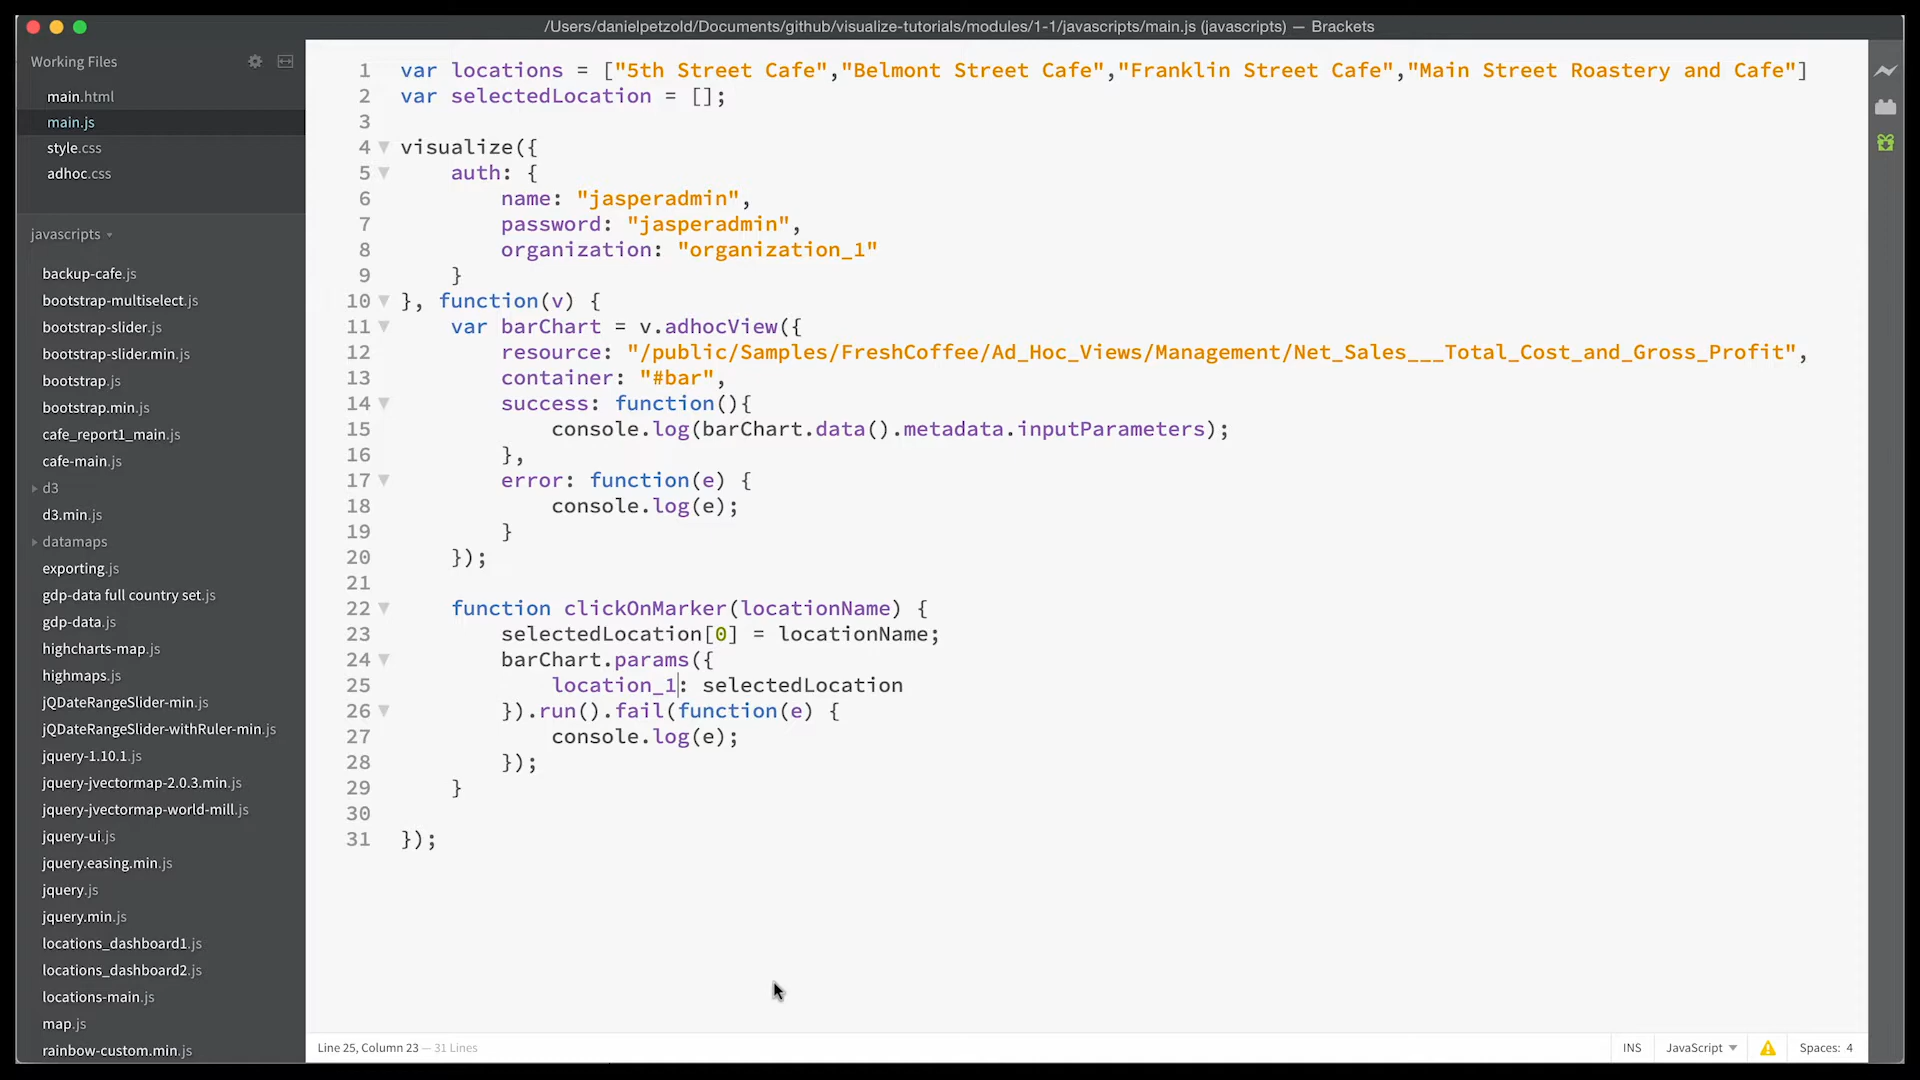 /Users/danielpetzold/Documents/github/visualize-tutorials/modules/1-1/javascripts/main.js (javascripts) — Brackets
Working Files
main.html
main.js
style.css
adhoc.css
javascripts
backup-cafe.js
bootstrap-multiselect.js
bootstrap-slider.js
bootstrap-slider.min.js
bootstrap.js
bootstrap.min.js
cafe_report1_main.js
cafe-main.js
d3
d3.min.js
datamaps
exporting.js
gdp-data full country set.js
gdp-data.js
highcharts-map.js
highmaps.js
jQDateRangeSlider-min.js
jQDateRangeSlider-withRuler-min.js
jquery-1.10.1.js
jquery-jvectormap-2.0.3.min.js
jquery-jvectormap-world-mill.js
jquery-ui.js
jquery.easing.min.js
jquery.js
jquery.min.js
locations_dashboard1.js
locations_dashboard2.js
locations-main.js
map.js
rainbow-custom.min.js
1 var locations = ["5th Street Cafe","Belmont Street Cafe","Franklin Street Cafe","Main Street Roastery and Cafe"]
2 var selectedLocation = [];
3
4 visualize({
5 auth: {
6 name: "jasperadmin",
7 password: "jasperadmin",
8 organization: "organization_1"
9 }
10 }, function(v) {
11 var barChart = v.adhocView({
12 resource: "/public/Samples/FreshCoffee/Ad_Hoc_Views/Management/Net_Sales___Total_Cost_and_Gross_Profit",
13 container: "#bar",
14 success: function(){
15 console.log(barChart.data().metadata.inputParameters);
16 },
17 error: function(e) {
18 console.log(e);
19 }
20 });
21
22 function clickOnMarker(locationName) {
23 selectedLocation[0] = locationName;
24 barChart.params({
25 location_1: selectedLocation
26 }).run().fail(function(e) {
27 console.log(e);
28 });
29 }
30
31 });
Line 25, Column 23 — 31 Lines
INS
JavaScript
Spaces: 4